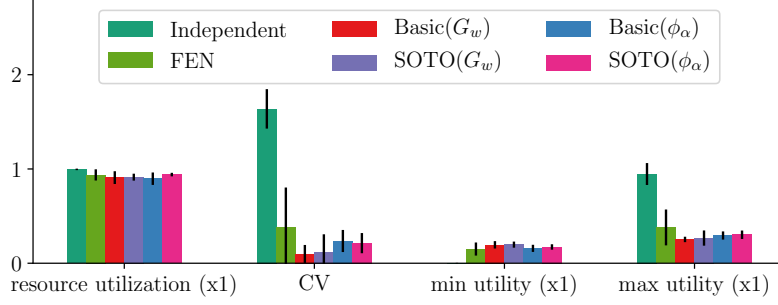 2
1
0
Independent
FEN
Basic(G_w)
SOTO(G_w)
Basic(ϕ_α)
SOTO(ϕ_α)
resource utilization (x1)
CV
min utility (x1)
max utility (x1)